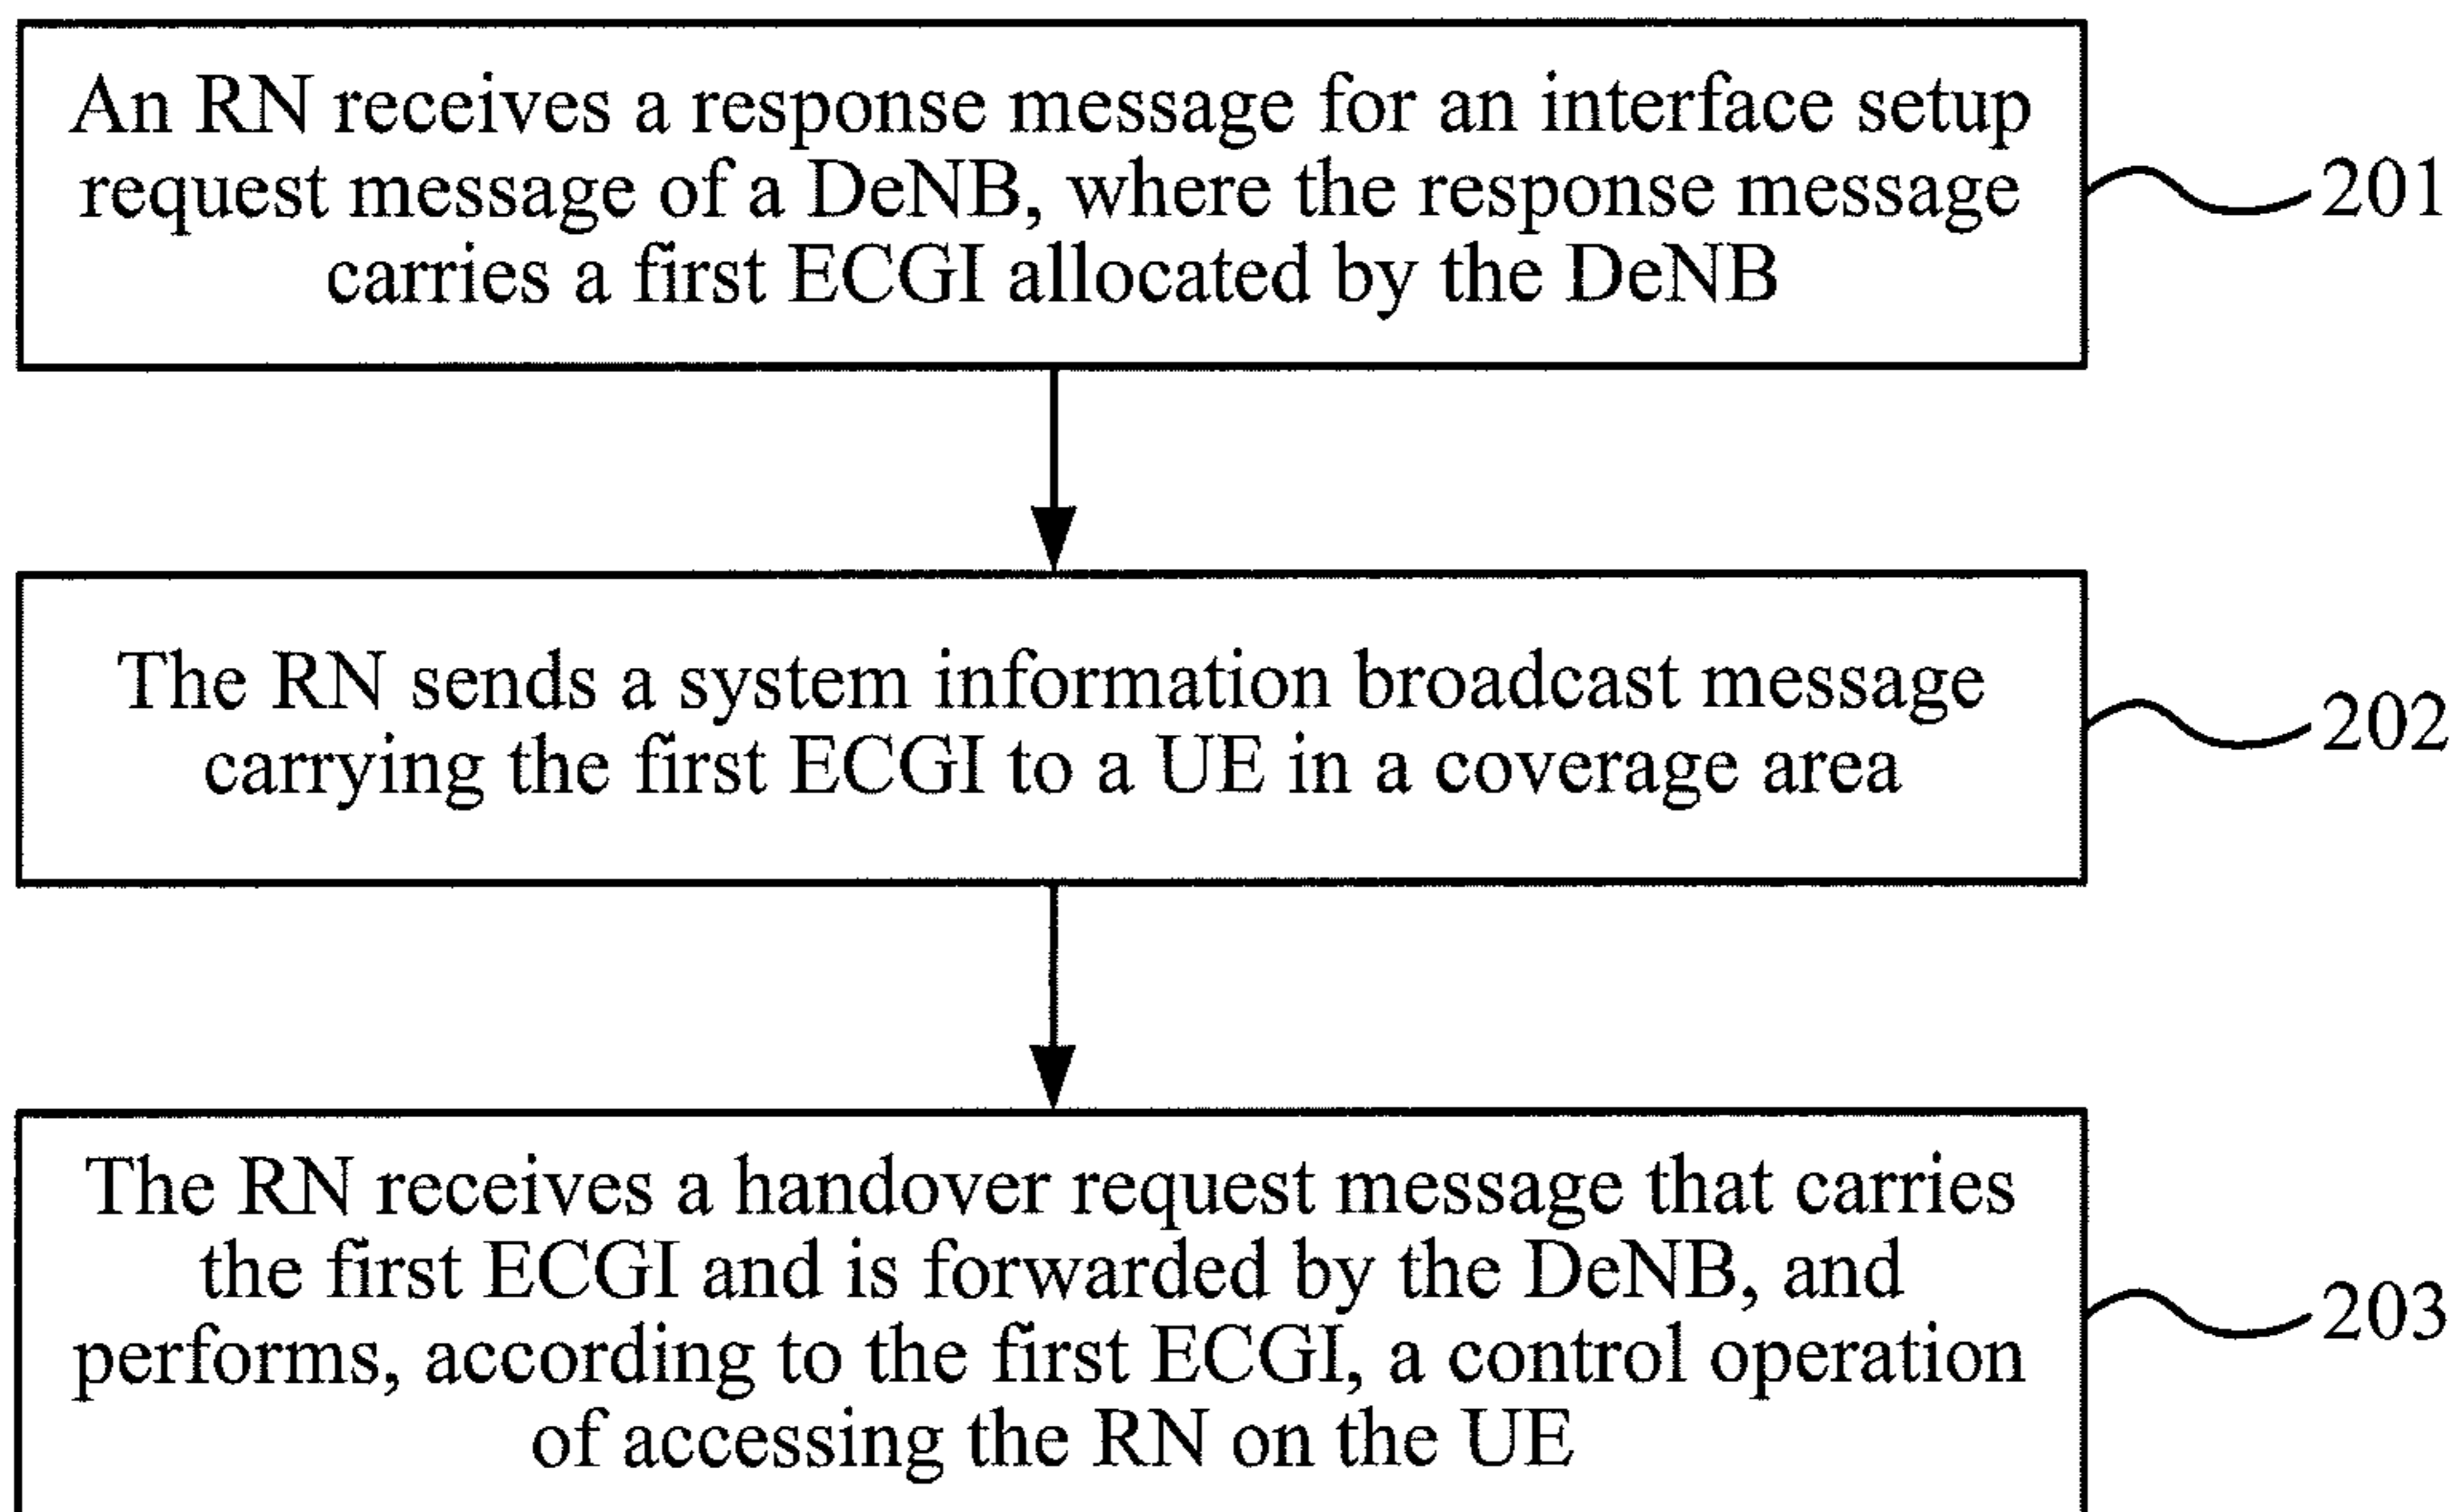 An RN receives a response message for an interface setup
request message of a DeNB, where the response message
carries a first ECGI allocated by the DeNB
201
The RN sends a system information broadcast message
carrying the first ECGI to a UE in a coverage area
202
The RN receives a handover request message that carries
the first ECGI and is forwarded by the DeNB, and
performs, according to the first ECGI, a control operation
of accessing the RN on the UE
203